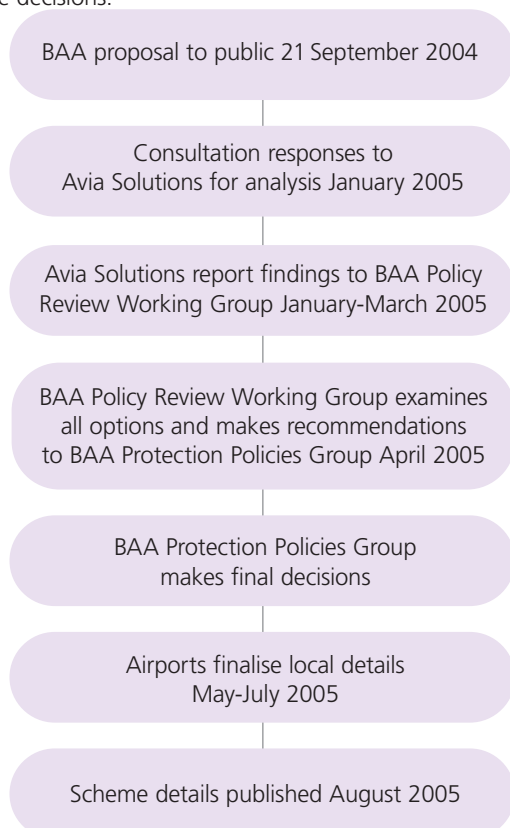 e decisions.
BAA proposal to public 21 September 2004
Consultation responses to
Avia Solutions for analysis January 2005
Avia Solutions report findings to BAA Policy
Review Working Group January-March 2005
BAA Policy Review Working Group examines
all options and makes recommendations
to BAA Protection Policies Group April 2005
BAA Protection Policies Group
makes final decisions
Airports finalise local details
May-July 2005
Scheme details published August 2005